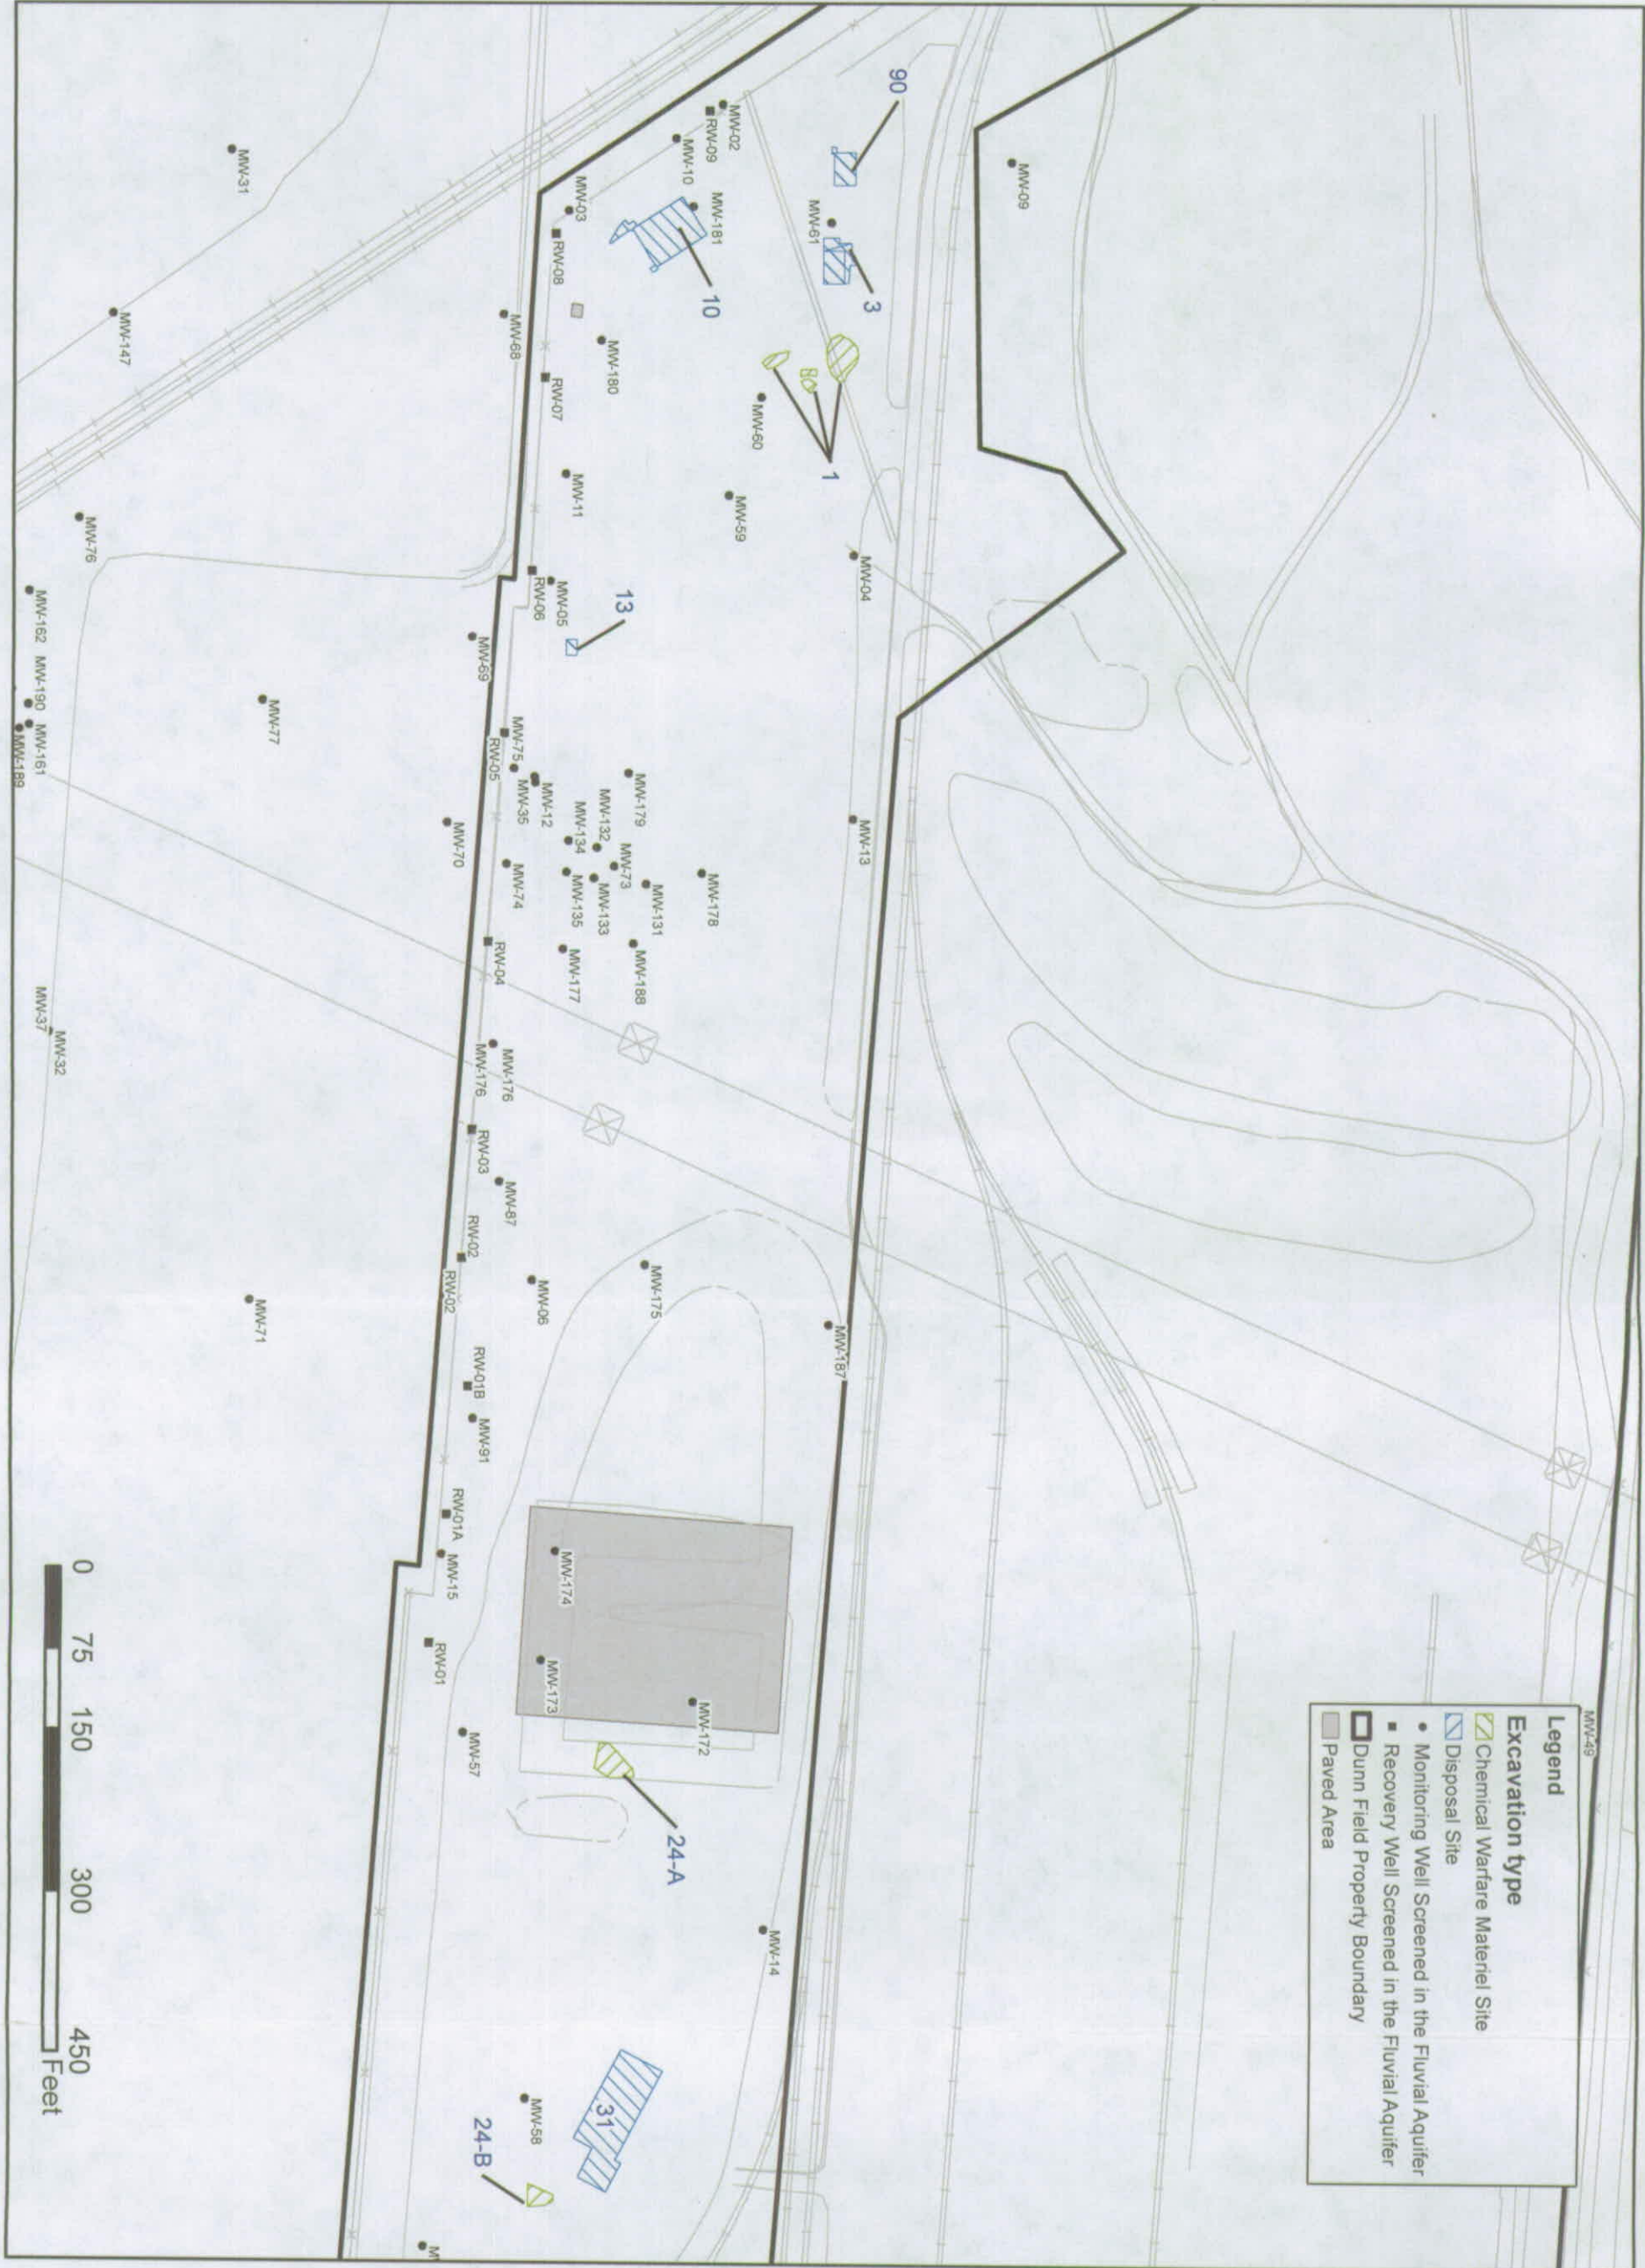 Legend
Excavation type
Chemical Warfare Materiel Site
Disposal Site
Monitoring Well Screened in the Fluvial Aquifer
Recovery Well Screened in the Fluvial Aquifer
Dunn Field Property Boundary
Paved Area
MW-49
MW-09
90
MW-02
RW-09
MW-10
MW-181
MW-61
3
10
MW-03
RW-08
MW-31
MW-147
MW-68
MW-180
RW-07
MW-60
1
MW-59
MW-11
MW-04
MW-76
RW-06
MW-05
13
MW-162
MW-190
MW-161
MW-189
MW-77
MW-69
MW-75
RW-05
MW-35
MW-12
MW-179
MW-13
MW-132
MW-134
MW-73
MW-131
MW-178
MW-133
MW-135
MW-70
MW-74
RW-04
MW-177
MW-188
MW-37
MW-32
MW-176
MW-176
RW-03
MW-87
RW-02
RW-02
MW-06
MW-175
MW-187
MW-71
RW-01B
MW-91
RW-01A
MW-15
MW-174
RW-01
MW-173
MW-172
MW-57
24-A
MW-14
31
MW-58
24-B
0 75 150 300 450
Feet